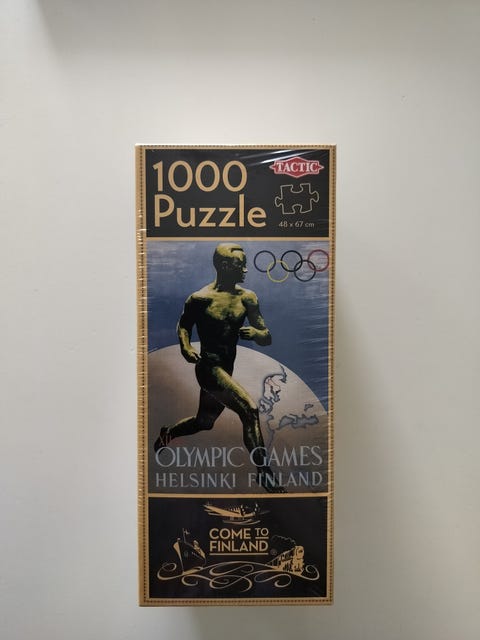 1000
Puzzle
TACTIC
48 x 67 cm
OLYMPIC GAMES
HELSINKI FINLAND
COME TO
FINLAND
®